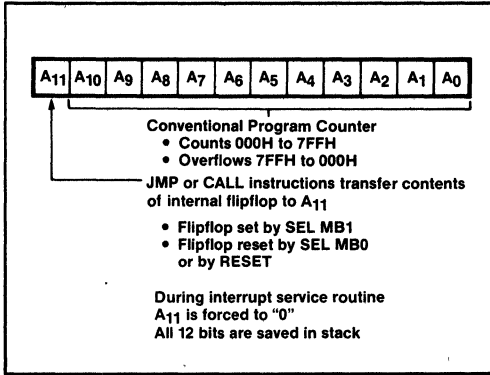 A11 A10 A9 A8 A7 A6 A5 A4 A3 A2 A1 A0
Conventional Program Counter
• Counts 000H to 7FFH
• Overflows 7FFH to 000H
JMP or CALL instructions transfer contents
of internal flipflop to A11
• Flipflop set by SEL MB1
• Flipflop reset by SEL MB0
or by RESET
During interrupt service routine
A11 is forced to "0"
All 12 bits are saved in stack